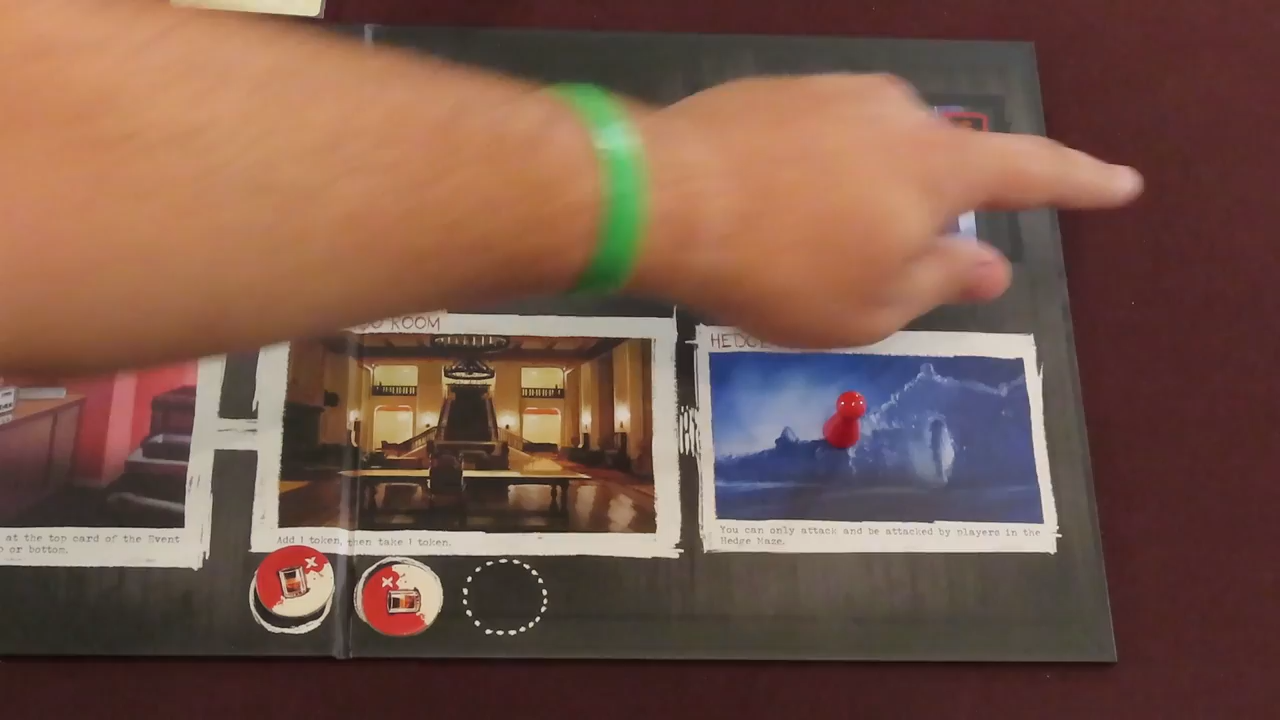 ROOM
HEDGE
at the top card of the Event
or bottom.
Add 1 token, then take 1 token.
You can only attack and be attacked by players in the
Hedge Maze.